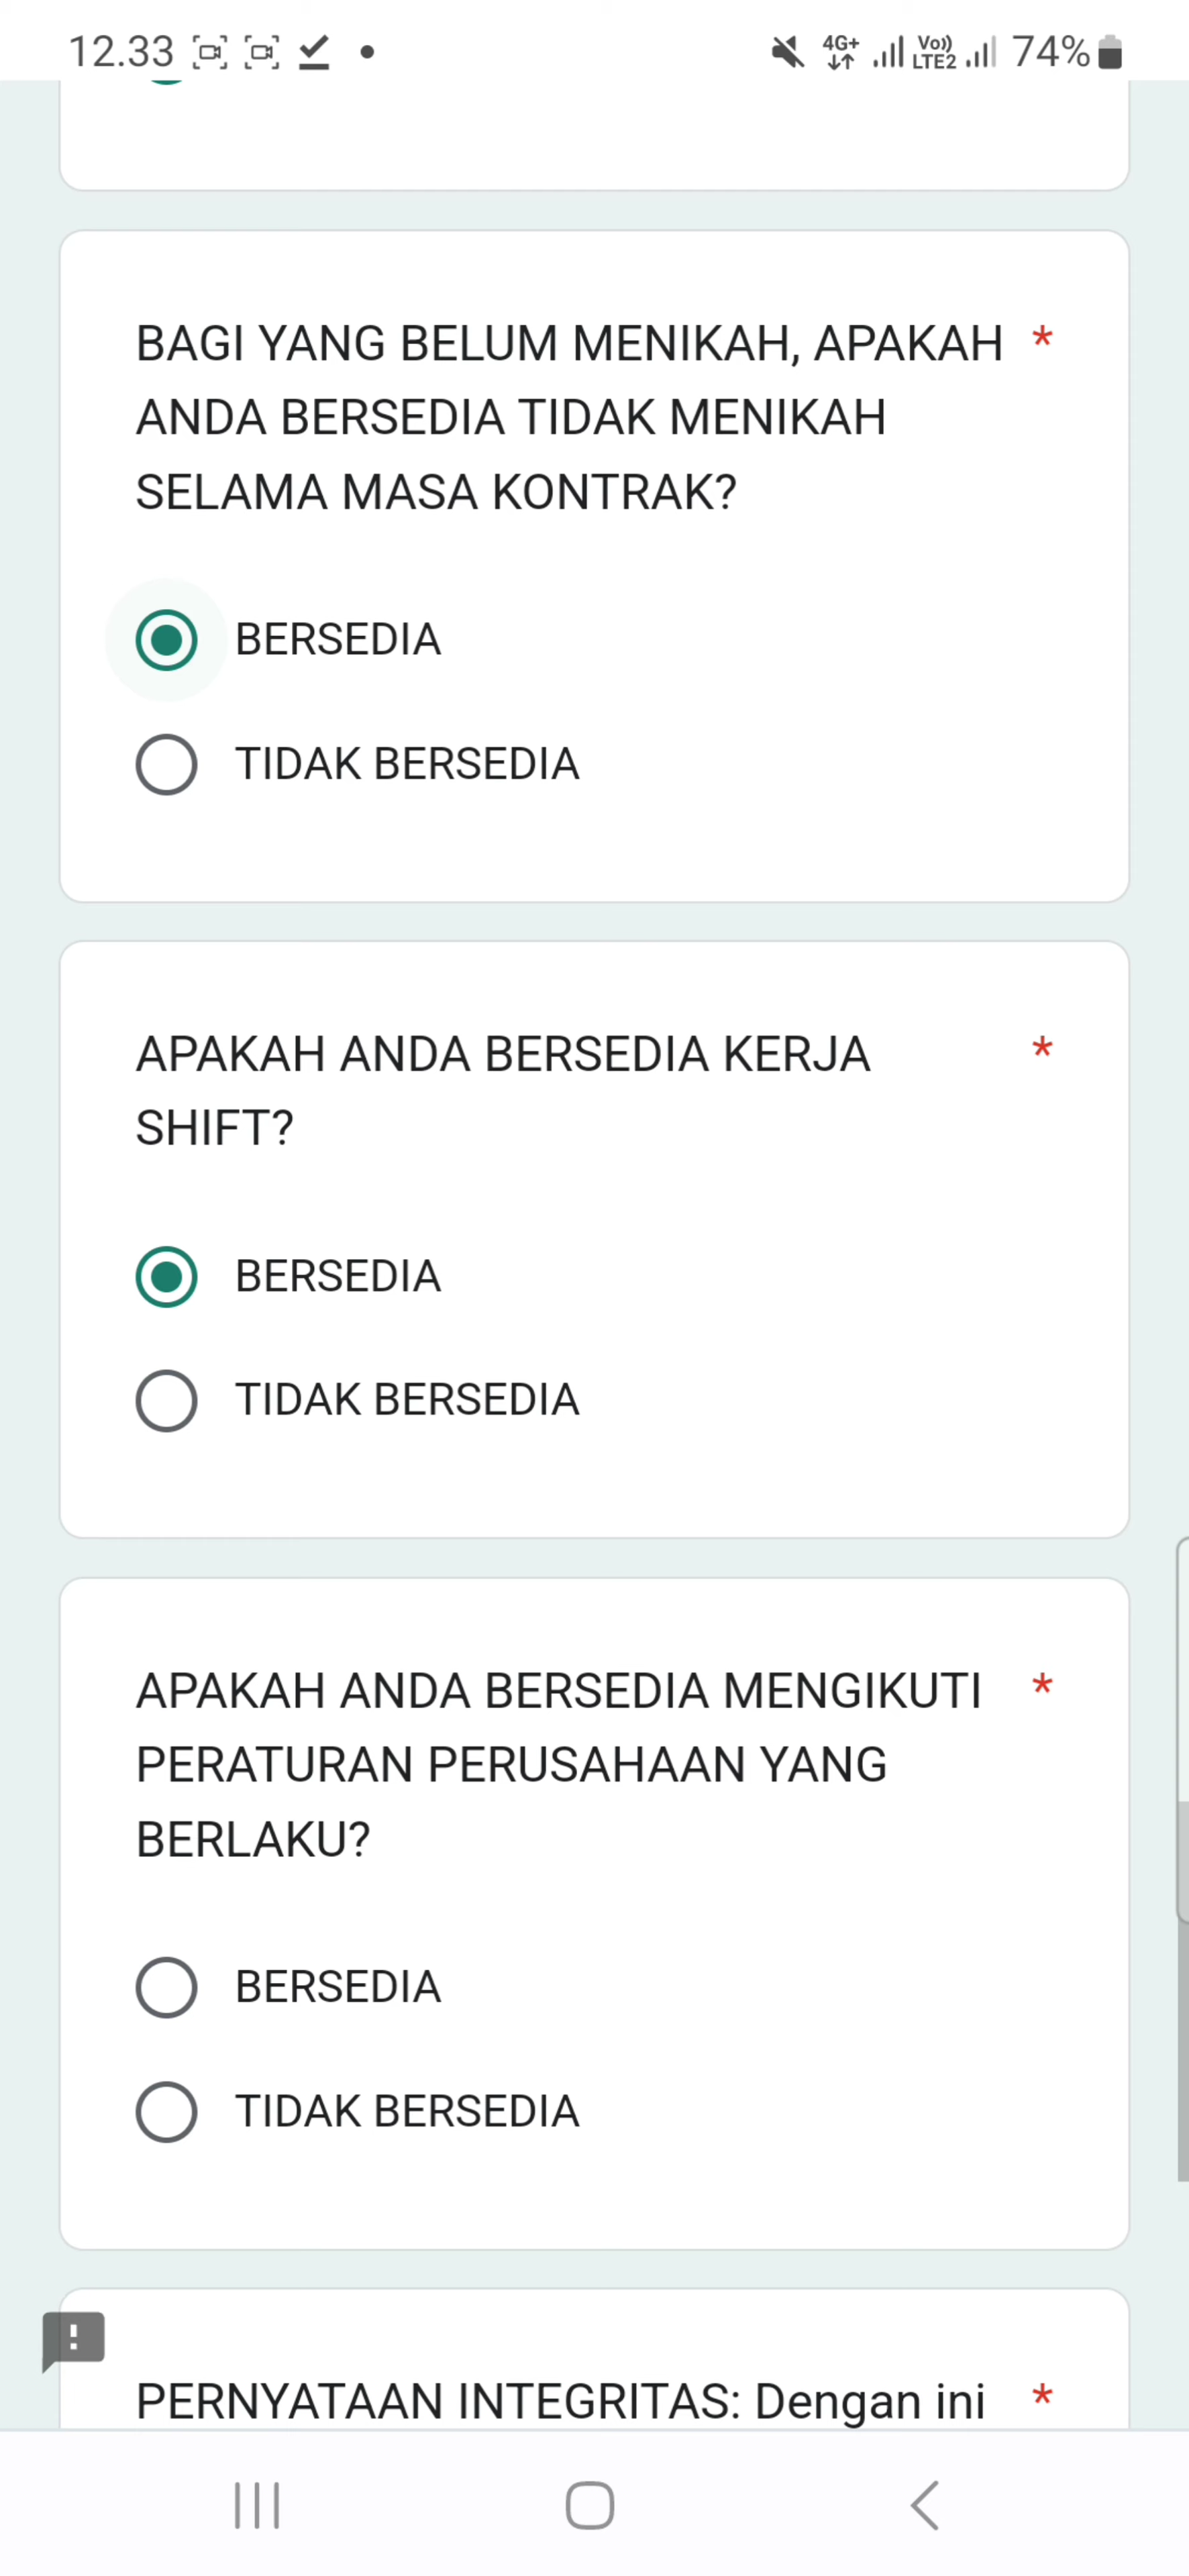 12.33
4G+ Vo)) LTE2 74%
BAGI YANG BELUM MENIKAH, APAKAH *
ANDA BERSEDIA TIDAK MENIKAH
SELAMA MASA KONTRAK?
BERSEDIA
TIDAK BERSEDIA
APAKAH ANDA BERSEDIA KERJA *
SHIFT?
BERSEDIA
TIDAK BERSEDIA
APAKAH ANDA BERSEDIA MENGIKUTI *
PERATURAN PERUSAHAAN YANG
BERLAKU?
BERSEDIA
TIDAK BERSEDIA
PERNYATAAN INTEGRITAS: Dengan ini *